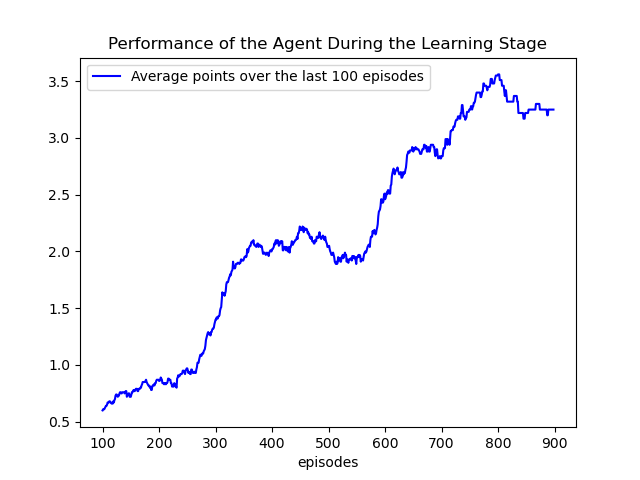 Performance of the Agent During the Learning Stage
Average points over the last 100 episodes
3.5
3.0
2.5
2.0
1.5
1.0
0.5
100 200 300 400 500 600 700 800 900
episodes